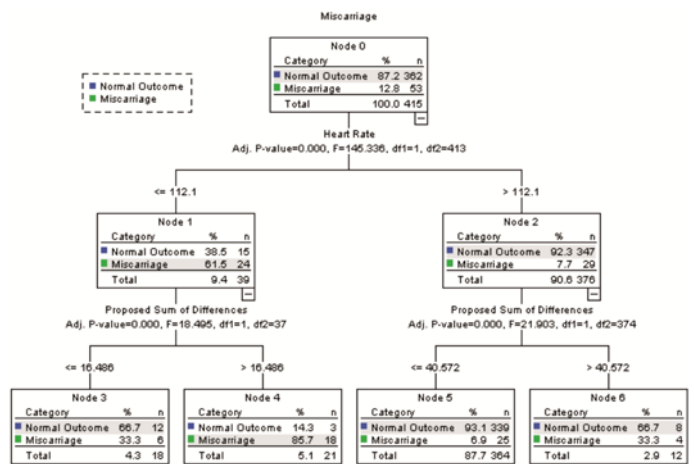 Miscarriage
Node 0
Category % n
Normal Outcome 87.2 362
Miscarriage 12.8 53
Total 100.0 415
Normal Outcome
Miscarriage
Heart Rate
Adj. P-value=0.000, F=145.336, df1=1, df2=413
<= 112.1
> 112.1
Node 1
Category % n
Normal Outcome 38.5 15
Miscarriage 61.5 24
Total 9.4 39
Node 2
Category % n
Normal Outcome 92.3 347
Miscarriage 7.7 29
Total 90.6 376
Proposed Sum of Differences
Adj. P-value=0.000, F=18.495, df1=1, df2=37
Proposed Sum of Differences
Adj. P-value=0.000, F=21.903, df1=1, df2=374
<= 16.486
> 16.486
<= 40.572
> 40.572
Node 3
Category % n
Normal Outcome 66.7 12
Miscarriage 33.3 6
Total 4.3 18
Node 4
Category % n
Normal Outcome 14.3 3
Miscarriage 85.7 18
Total 5.1 21
Node 5
Category % n
Normal Outcome 93.1 339
Miscarriage 6.9 25
Total 87.7 364
Node 6
Category % n
Normal Outcome 66.7 8
Miscarriage 33.3 4
Total 2.9 12